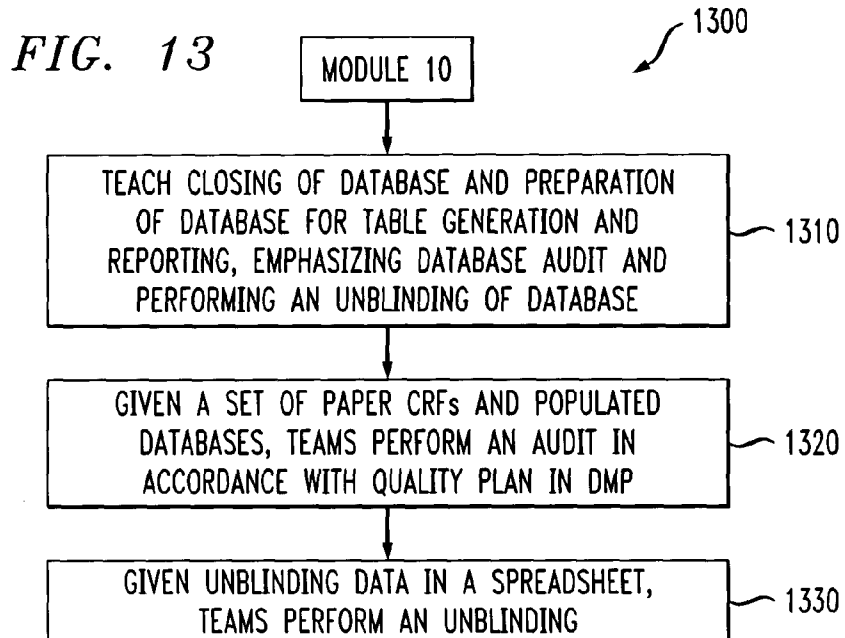 FIG. 13
1300
MODULE 10
TEACH CLOSING OF DATABASE AND PREPARATION
OF DATABASE FOR TABLE GENERATION AND
REPORTING, EMPHASIZING DATABASE AUDIT AND
PERFORMING AN UNBLINDING OF DATABASE
1310
GIVEN A SET OF PAPER CRFs AND POPULATED
DATABASES, TEAMS PERFORM AN AUDIT IN
ACCORDANCE WITH QUALITY PLAN IN DMP
1320
GIVEN UNBLINDING DATA IN A SPREADSHEET,
TEAMS PERFORM AN UNBLINDING
1330